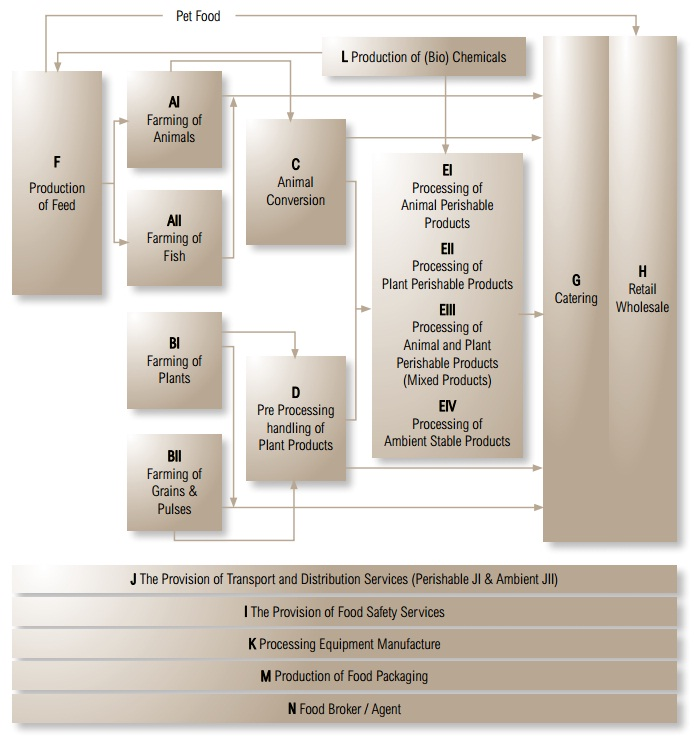 Pet Food
L Production of (Bio) Chemicals
F
Production
of Feed
AI
Farming of
Animals
AII
Farming of
Fish
C
Animal
Conversion
EI
Processing of
Animal Perishable
Products
EII
Processing of
Plant Perishable Products
EIII
Processing of
Animal and Plant
Perishable Products
(Mixed Products)
EIV
Processing of
Ambient Stable Products
G
Catering
H
Retail
Wholesale
BI
Farming of
Plants
BII
Farming of
Grains &
Pulses
D
Pre Processing
handling of
Plant Products
J The Provision of Transport and Distribution Services (Perishable JI & Ambient JII)
I The Provision of Food Safety Services
K Processing Equipment Manufacture
M Production of Food Packaging
N Food Broker / Agent